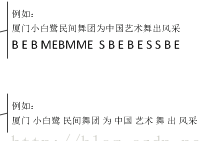 例如：
厦门小白鹭民间舞团为中国艺术舞出风采
B E B MEBMME  S B E B E S S B E
例如：
厦门 小白鹭 民间舞团 为 中国 艺术 舞 出 风采